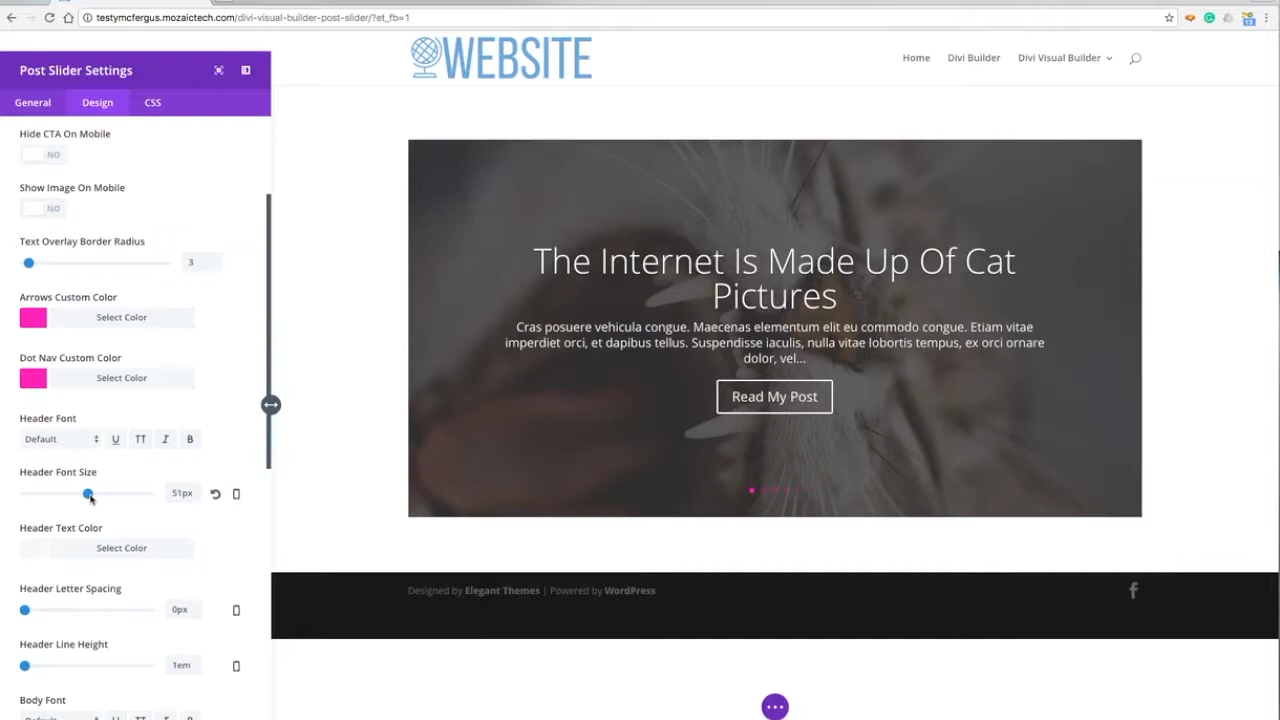 testymcfergus.mozaictech.com/divi-visual-builder-post-slider/?et_fb=1
WEBSITE
Home
Divi Builder
Divi Visual Builder
Post Slider Settings
General
Design
CSS
Hide CTA On Mobile
NO
Show Image On Mobile
NO
Text Overlay Border Radius
3
Arrows Custom Color
Select Color
Dot Nav Custom Color
Select Color
Header Font
Default
U
TT
I
B
Header Font Size
51px
Header Text Color
Select Color
Header Letter Spacing
0px
Header Line Height
1em
Body Font
The Internet Is Made Up Of Cat
Pictures
Cras posuere vehicula congue. Maecenas elementum elit eu commodo congue. Etiam vitae
imperdiet orci, et dapibus tellus. Suspendisse iaculis, nulla vitae lobortis tempus, ex orci ornare
dolor, vel...
Read My Post
Designed by Elegant Themes | Powered by WordPress